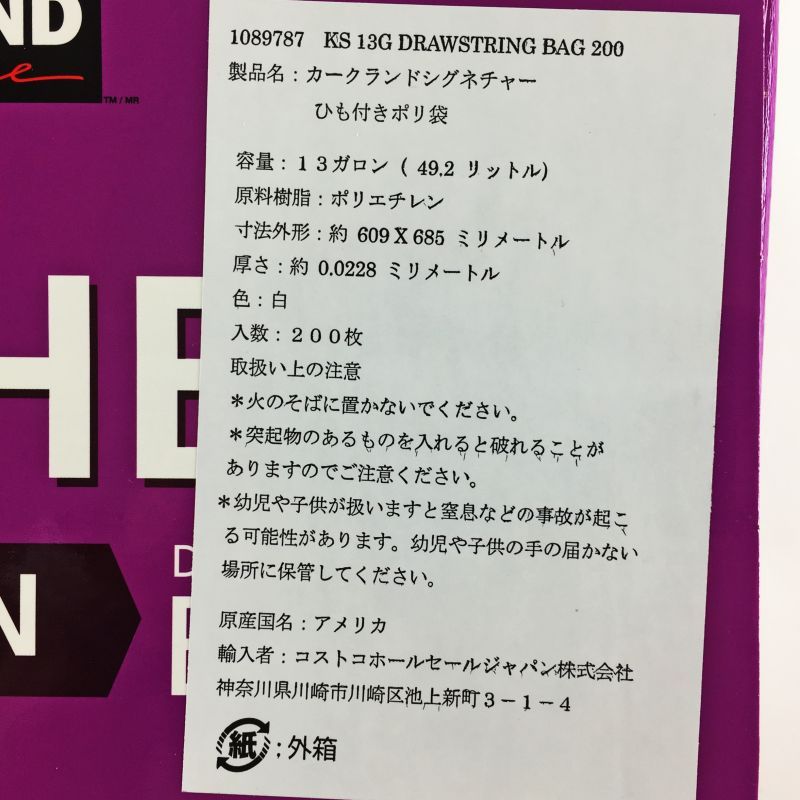 ND
TM/MR
1089787 KS 13G DRAWSTRING BAG 200
製品名：カークランドシグネチャー
ひも付きポリ袋
容量：１３ガロン（ 49.2 リットル)
原料樹脂：ポリエチレン
寸法外形：約 609 X 685 ミリメートル
厚さ：約 0.0228 ミリメートル
色：白
入数：２００枚
取扱い上の注意
＊火のそばに置かないでください。
＊突起物のあるものを入れると破れることが
ありますのでご注意ください。
＊幼児や子供が扱いますと窒息などの事故が起こ
る可能性があります。幼児や子供の手の届かない
場所に保管してください。
原産国名：アメリカ
輸入者：コストコホールセールジャパン株式会社
神奈川県川崎市川崎区池上新町３－１－４
紙：外箱
HE
N
D